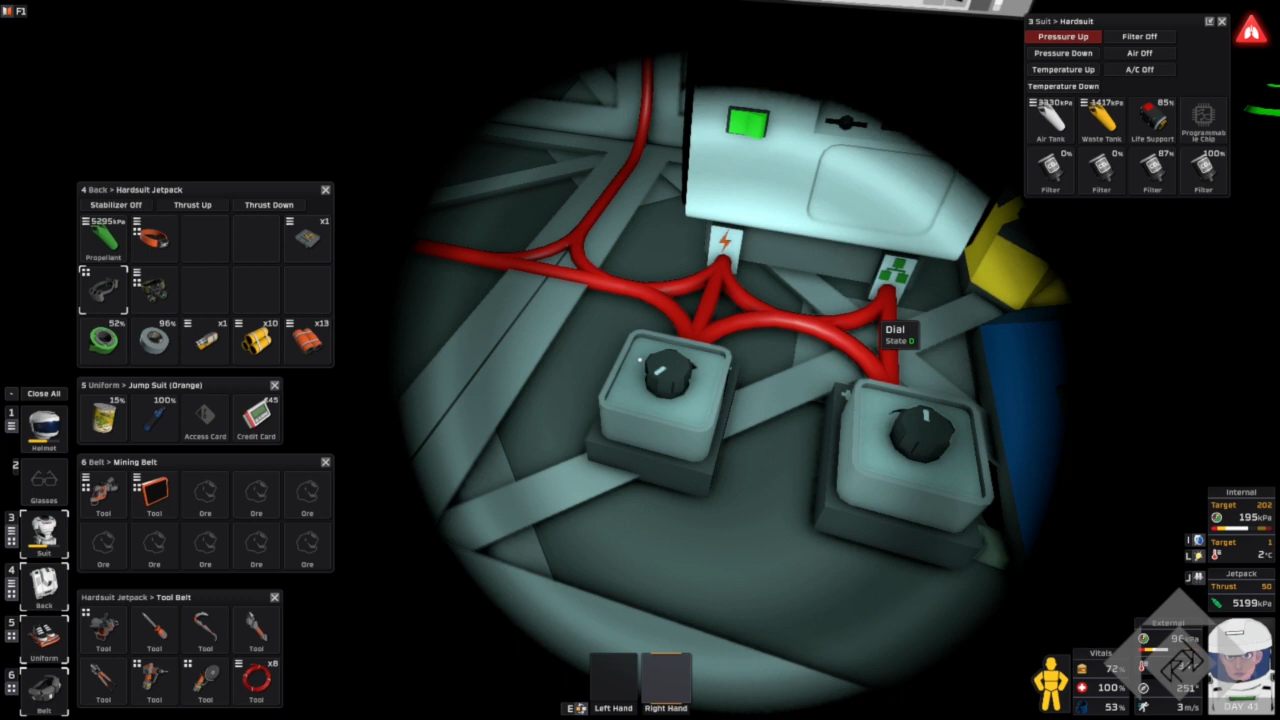 F1
3 Suit > Hardsuit
Pressure Up Filter Off
Pressure Down Air Off
Temperature Up A/C Off
Temperature Down
3330kPa 1417kPa 85%
Air Tank Waste Tank Life Support Programmable Chip
0% 0% 87% 100%
Filter Filter Filter Filter
4 Back > Hardsuit Jetpack
Stabilizer Off Thrust Up Thrust Down
5295kPa x1
Propellant
52% 96% x1 x10 x13
5 Uniform > Jump Suit (Orange)
15% 100% €45
Access Card Credit Card
6 Belt > Mining Belt
Tool Tool Ore Ore Ore
Ore Ore Ore Ore Ore
Hardsuit Jetpack > Tool Belt
Tool Tool Tool Tool
x8
Tool Tool Tool Tool
- Close All
1
Helmet
2
Glasses
3
Suit
4
Back
5
Uniform
6
Belt
Dial
State 0
E Left Hand Right Hand
Internal
Target 202
195kPa
I Target 1
L 2°C
J Jetpack
Thrust 50
5199kPa
External
96kPa
Vitals
72%
100% 251°
53% 3m/s
DAY 41